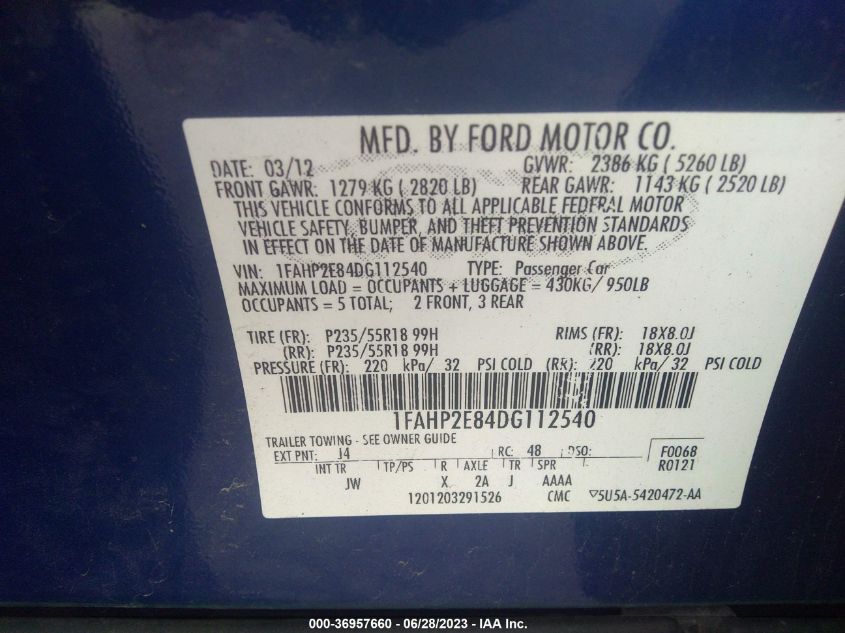 MFD. BY FORD MOTOR CO.
DATE: 03/12 GVWR: 2386 KG ( 5260 LB)
FRONT GAWR: 1279 KG ( 2820 LB) REAR GAWR: 1143 KG ( 2520 LB)
THIS VEHICLE CONFORMS TO ALL APPLICABLE FEDERAL MOTOR
VEHICLE SAFETY, BUMPER, AND THEFT PREVENTION STANDARDS
IN EFFECT ON THE DATE OF MANUFACTURE SHOWN ABOVE.
VIN: 1FAHP2E84DG112540 TYPE: Passenger Car
MAXIMUM LOAD = OCCUPANTS + LUGGAGE = 430KG/ 950LB
OCCUPANTS = 5 TOTAL; 2 FRONT, 3 REAR
TIRE (FR): P235/55R18 99H RIMS (FR): 18X8.0J
(RR): P235/55R18 99H (RR): 18X8.0J
PRESSURE (FR): 220 kPa/ 32 PSI COLD (RR): 220 kPa/ 32 PSI COLD
1FAHP2E84DG112540
TRAILER TOWING - SEE OWNER GUIDE
EXT PNT: J4 RC: 48 DSO: F0068
INT TR TP/PS R AXLE TR SPR R0121
JW X 2A J AAAA
1201203291526 CMC ▽5U5A-5420472-AA
000-36957660 - 06/28/2023 - IAA Inc.